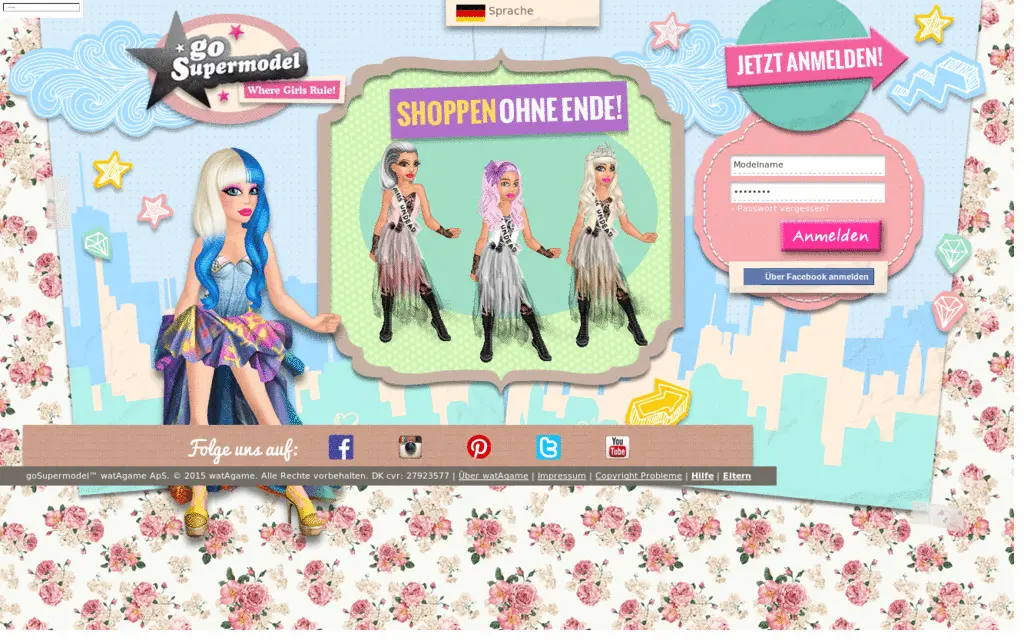 Sprache
go
Supermodel
Where Girls Rule!
JETZT ANMELDEN!
SHOPPEN OHNE ENDE!
Modelname
••••••••
› Passwort vergessen?
Anmelden
Über Facebook anmelden
Folge uns auf:
You
Tube
goSupermodel™ watAgame ApS. © 2015 watAgame. Alle Rechte vorbehalten. DK cvr: 27923577 | Über watAgame | Impressum | Copyright Probleme | Hilfe | Eltern